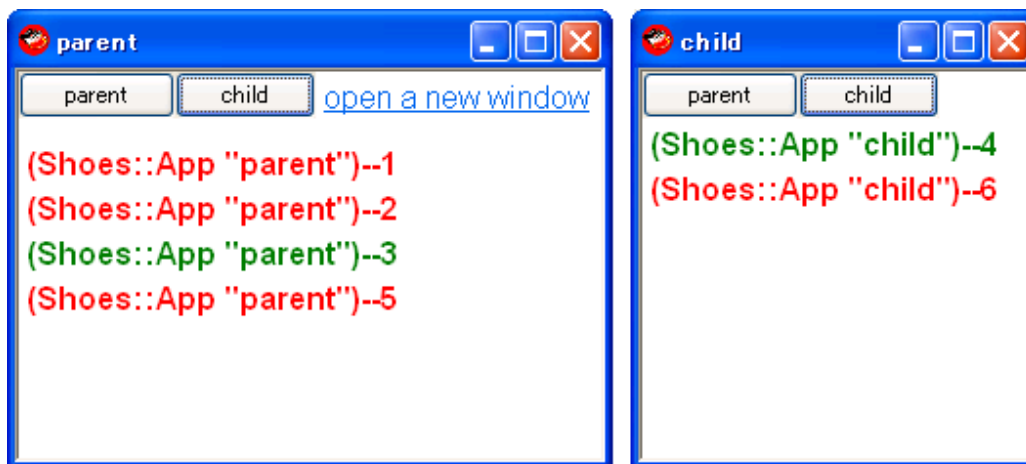 parent
parent child open a new window
(Shoes::App "parent")--1
(Shoes::App "parent")--2
(Shoes::App "parent")--3
(Shoes::App "parent")--5
child
parent child
(Shoes::App "child")--4
(Shoes::App "child")--6